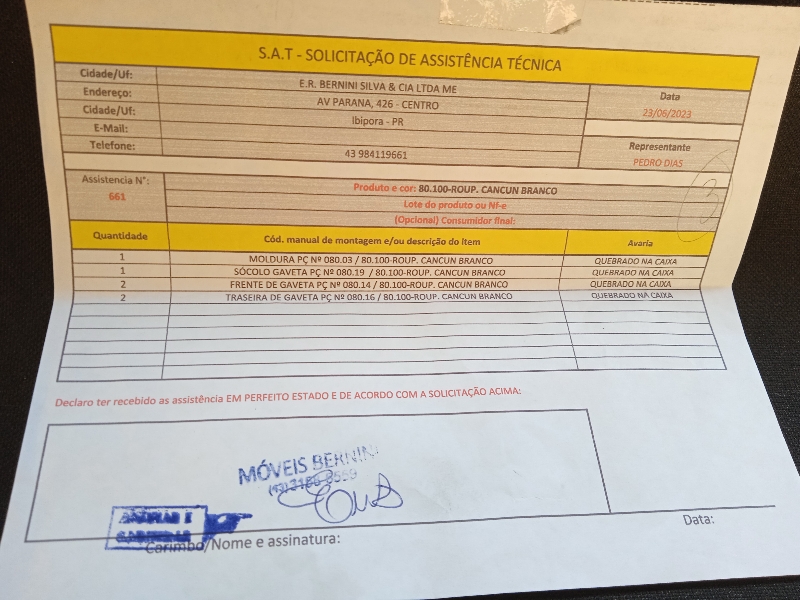 S.A.T - SOLICITAÇÃO DE ASSISTÊNCIA TÉCNICA
Cidade/Uf: E.R. BERNINI SILVA & CIA LTDA ME Data
Endereço: AV PARANA, 426 - CENTRO 23/06/2023
Cidade/Uf: Ibipora - PR
E-Mail: Representante
Telefone: 43 984119661 PEDRO DIAS
Assistencia N°: Produto e cor: 80.100-ROUP. CANCUN BRANCO
661 Lote do produto ou Nf-e
(Opcional) Consumidor final:
3
Quantidade Cód. manual de montagem e/ou descrição do item Avaria
1 MOLDURA PÇ Nº 080.03 / 80.100-ROUP. CANCUN BRANCO QUEBRADO NA CAIXA
1 SÓCOLO GAVETA PÇ Nº 080.19 / 80.100-ROUP. CANCUN BRANCO QUEBRADO NA CAIXA
2 FRENTE DE GAVETA PÇ Nº 080.14 / 80.100-ROUP. CANCUN BRANCO QUEBRADO NA CAIXA
2 TRASEIRA DE GAVETA PÇ Nº 080.16 / 80.100-ROUP. CANCUN BRANCO QUEBRADO NA CAIXA
Declaro ter recebido as assistência EM PERFEITO ESTADO E DE ACORDO COM A SOLICITAÇÃO ACIMA:
MÓVEIS BERNINI
Carimbo/Nome e assinatura: Data: